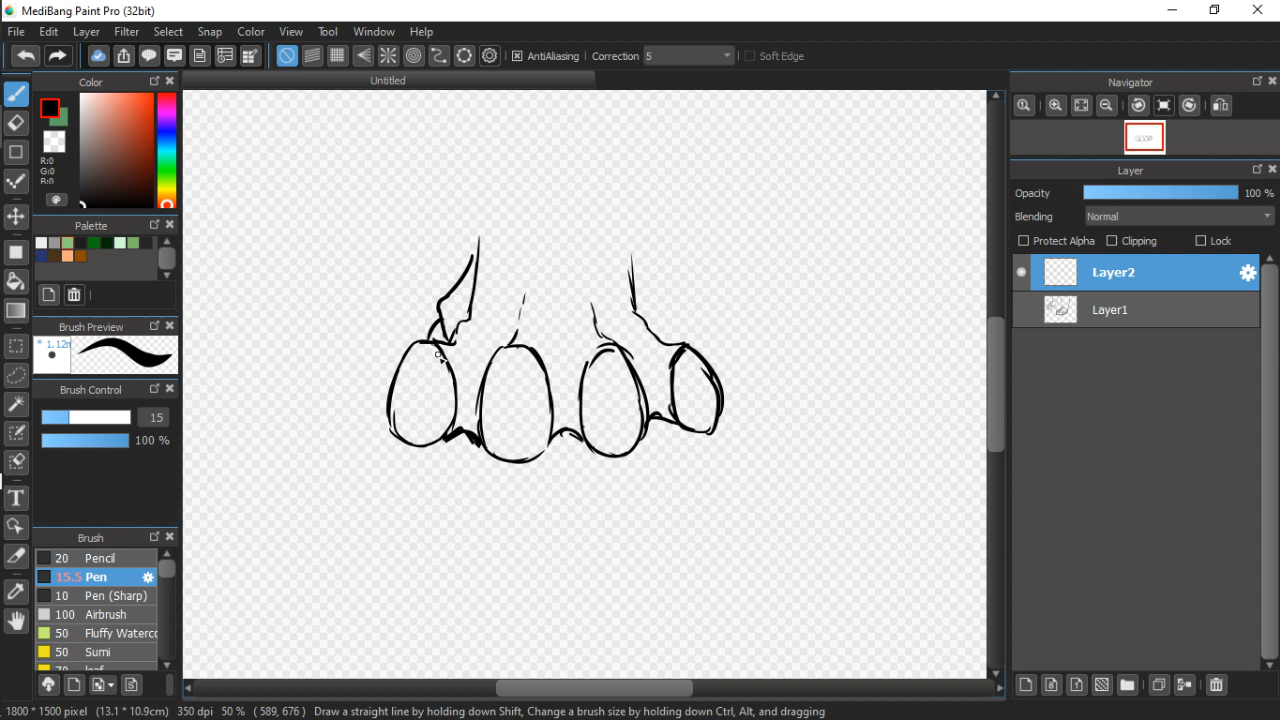 MediBang Paint Pro (32bit)
File Edit Layer Filter Select Snap Color View Tool Window Help
AntiAliasing Correction 5 Soft Edge
Untitled
Color
R:0
G:0
B:0
Palette
Brush Preview
* 1.12m
Brush Control
15
100 %
Brush
20 Pencil
15.5 Pen
10 Pen (Sharp)
100 Airbrush
50 Fluffy Waterco
50 Sumi
70 leaf
Navigator
Layer
Opacity 100 %
Blending Normal
Protect Alpha Clipping Lock
Layer2
Layer1
1800 * 1500 pixel (13.1 * 10.9cm) 350 dpi 50 % ( 589, 676 ) Draw a straight line by holding down Shift, Change a brush size by holding down Ctrl, Alt, and dragging